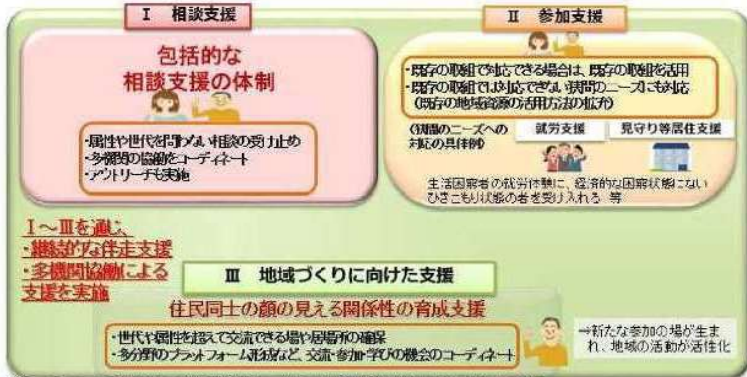 Ⅰ 相談支援
包括的な
相談支援の体制
・属性や世代を問わない相談の受け止め
・多機関の協働をコーディネート
・アウトリーチも実施
Ⅱ 参加支援
・既存の取組で対応できる場合は、既存の取組を活用
・既存の取組では対応できない狭間のニーズにも対応
(既存の地域資源の活用方法の拡充)
(狭間のニーズへの
対応の具体例)
就労支援
見守り等居住支援
生活困窮者の就労体験に、経済的な困窮状態にない
ひきこもり状態の者を受け入れる 等
Ⅰ～Ⅲを通じ、
・継続的な伴走支援
・多機関協働による
支援を実施
Ⅲ 地域づくりに向けた支援
住民同士の顔の見える関係性の育成支援
・世代や属性を超えて交流できる場や居場所の確保
・多分野のプラットフォーム形成など、交流・参加・学びの機会のコーディネート
⇒新たな参加の場が生ま
れ、地域の活動が活性化